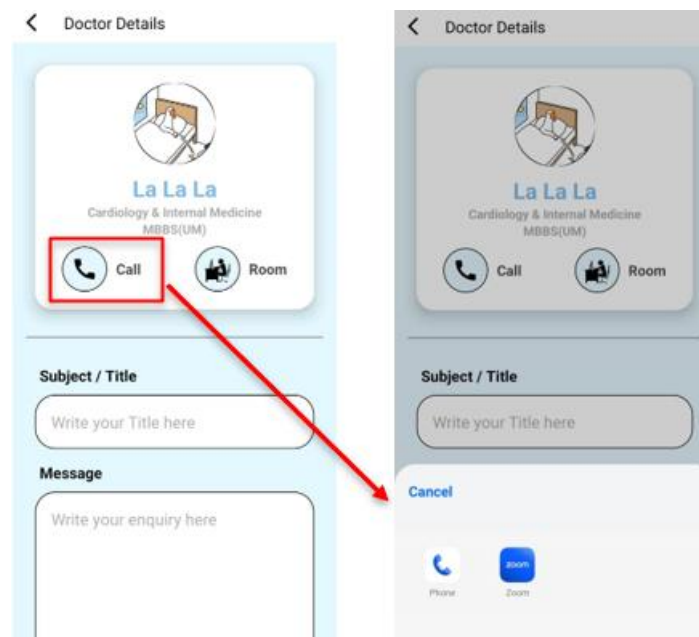 Doctor Details
La La La
Cardiology & Internal Medicine
MBBS(UM)
Call
Room
Subject / Title
Write your Title here
Message
Write your enquiry here
Doctor Details
La La La
Cardiology & Internal Medicine
MBBS(UM)
Call
Room
Subject / Title
Write your Title here
Cancel
zoom
Phone
Zoom